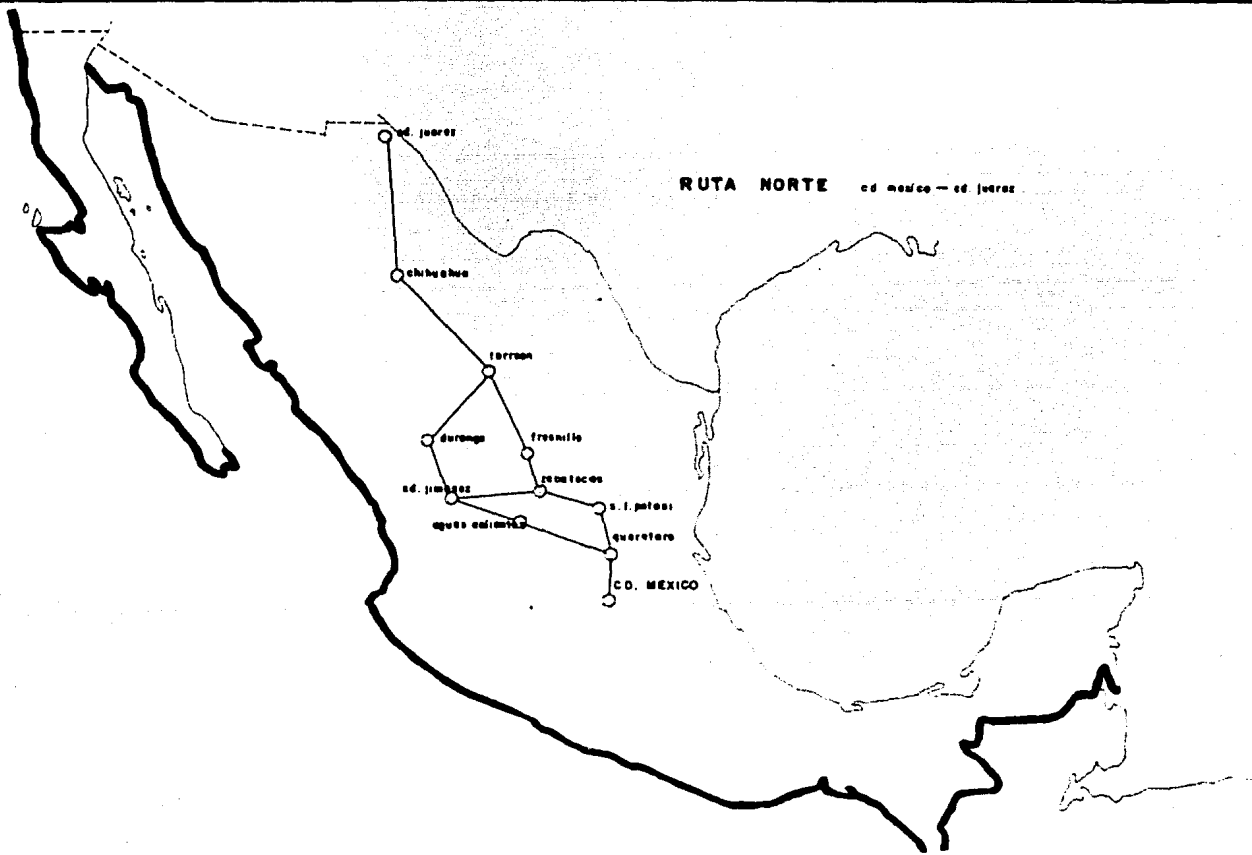 cd. juarez
RUTA NORTE cd mexico — cd. juarez
chihuahua
torreon
durango
fresnillo
zacatecas
cd. jimenez
s. l. potosi
aguas calientes
queretaro
CD. MEXICO